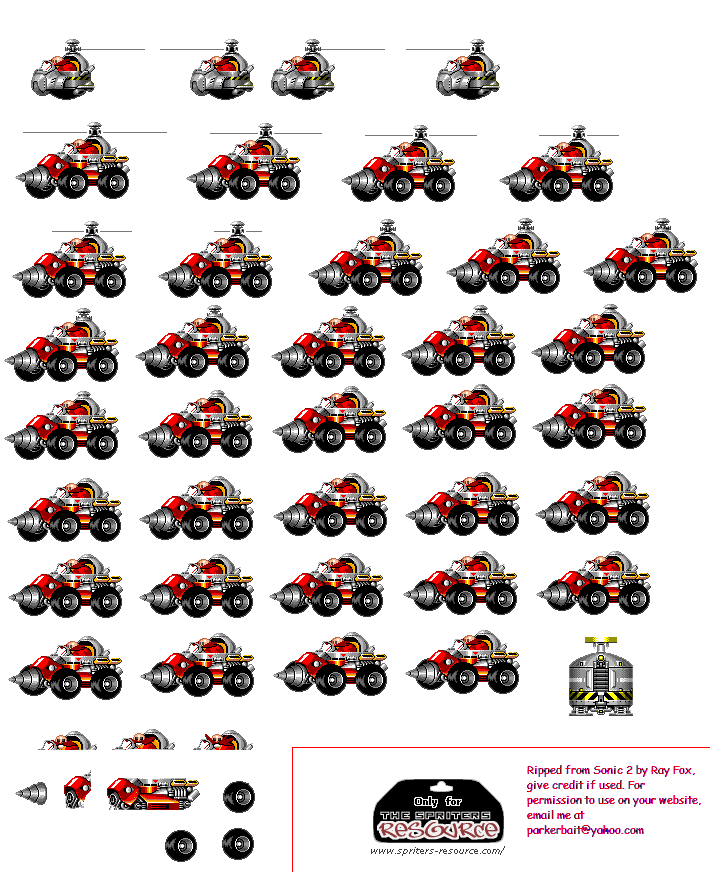 Ripped from Sonic 2 by Ray Fox,
give credit if used. For
permission to use on your website,
email me at
parkerbait@yahoo.com
Only for
THE SPRITERS
RESOURCE
www.spriters-resource.com/